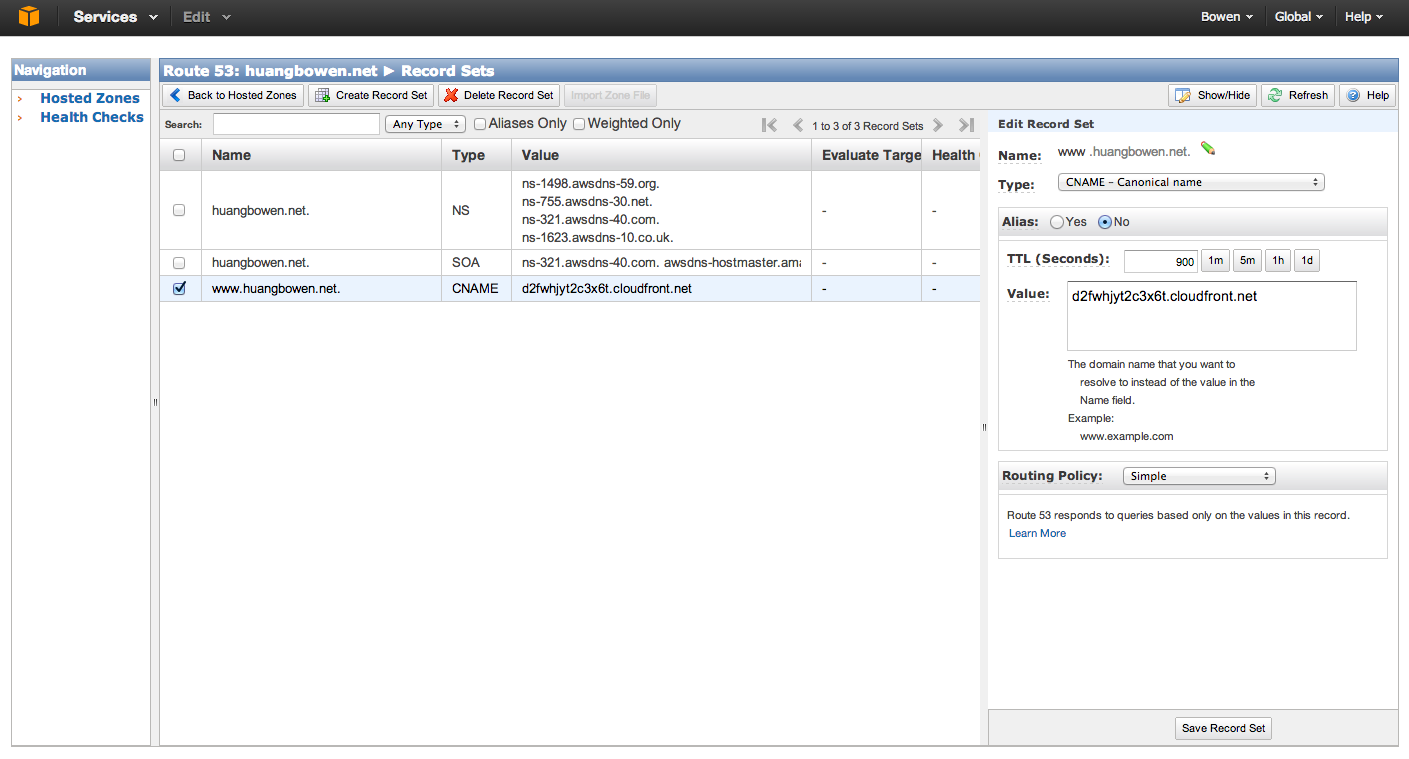 Services Edit Bowen Global Help
Navigation
Hosted Zones
Health Checks
Route 53: huangbowen.net ► Record Sets
Back to Hosted Zones Create Record Set Delete Record Set Import Zone File Show/Hide Refresh Help
Search: Any Type Aliases Only Weighted Only 1 to 3 of 3 Record Sets
Name Type Value Evaluate Targe Health
huangbowen.net. NS
ns-1498.awsdns-59.org.
ns-755.awsdns-30.net.
ns-321.awsdns-40.com.
ns-1623.awsdns-10.co.uk.
- -
huangbowen.net. SOA ns-321.awsdns-40.com. awsdns-hostmaster.ama - -
www.huangbowen.net. CNAME d2fwhjyt2c3x6t.cloudfront.net - -
Edit Record Set
Name: www .huangbowen.net.
Type: CNAME – Canonical name
Alias: Yes No
TTL (Seconds): 900 1m 5m 1h 1d
Value: d2fwhjyt2c3x6t.cloudfront.net
The domain name that you want to
resolve to instead of the value in the
Name field.
Example:
www.example.com
Routing Policy: Simple
Route 53 responds to queries based only on the values in this record.
Learn More
Save Record Set